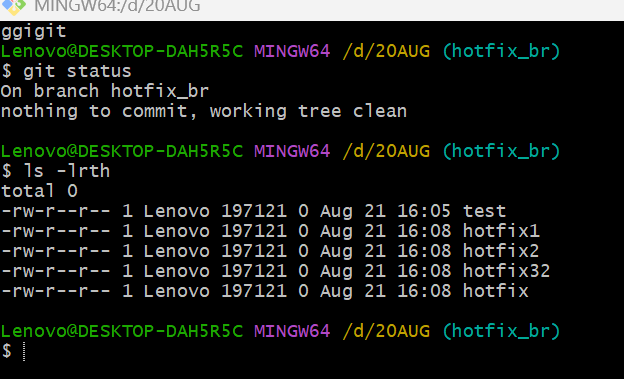 MINGW64:/d/20AUG
ggigit
Lenovo@DESKTOP-DAH5R5C MINGW64 /d/20AUG (hotfix_br)
$ git status
On branch hotfix_br
nothing to commit, working tree clean
Lenovo@DESKTOP-DAH5R5C MINGW64 /d/20AUG (hotfix_br)
$ ls -lrth
total 0
-rw-r--r-- 1 Lenovo 197121 0 Aug 21 16:05 test
-rw-r--r-- 1 Lenovo 197121 0 Aug 21 16:08 hotfix1
-rw-r--r-- 1 Lenovo 197121 0 Aug 21 16:08 hotfix2
-rw-r--r-- 1 Lenovo 197121 0 Aug 21 16:08 hotfix32
-rw-r--r-- 1 Lenovo 197121 0 Aug 21 16:08 hotfix
Lenovo@DESKTOP-DAH5R5C MINGW64 /d/20AUG (hotfix_br)
$